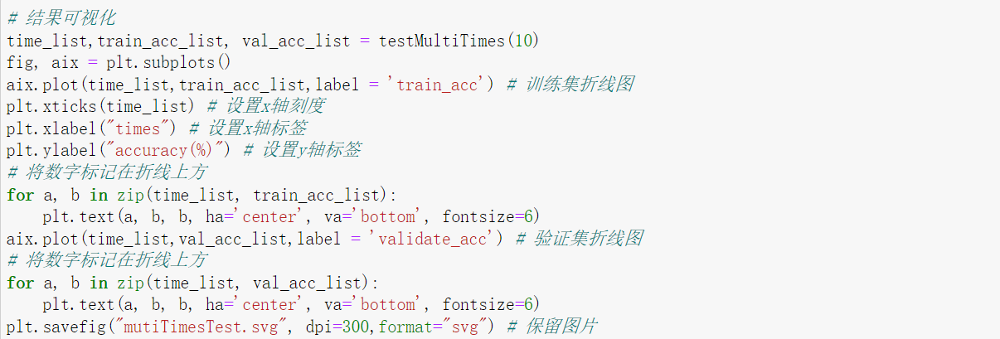 # 结果可视化
time_list,train_acc_list, val_acc_list = testMultiTimes(10)
fig, aix = plt.subplots()
aix.plot(time_list,train_acc_list,label = 'train_acc') # 训练集折线图
plt.xticks(time_list) # 设置x轴刻度
plt.xlabel("times") # 设置x轴标签
plt.ylabel("accuracy(%)") # 设置y轴标签
# 将数字标记在折线上方
for a, b in zip(time_list, train_acc_list):
    plt.text(a, b, b, ha='center', va='bottom', fontsize=6)
aix.plot(time_list,val_acc_list,label = 'validate_acc') # 验证集折线图
# 将数字标记在折线上方
for a, b in zip(time_list, val_acc_list):
    plt.text(a, b, b, ha='center', va='bottom', fontsize=6)
plt.savefig("mutiTimesTest.svg", dpi=300,format="svg") # 保留图片